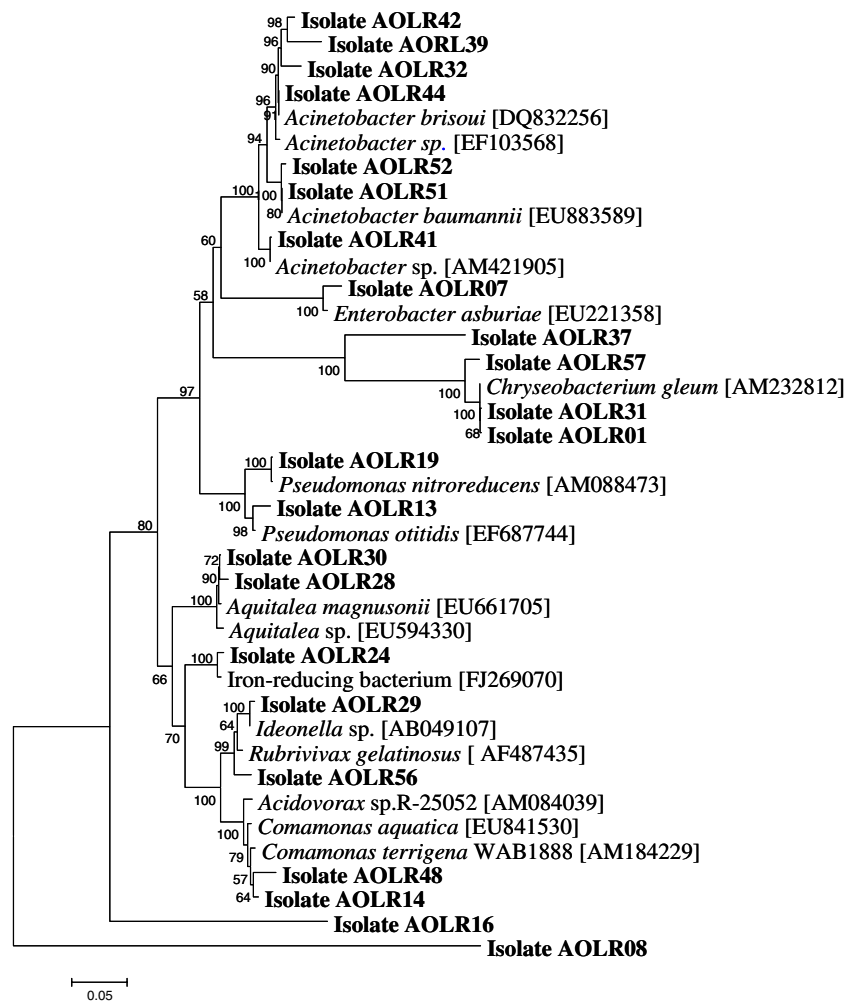 98
Isolate AOLR42
96
Isolate AORL39
90
Isolate AOLR32
96
Isolate AOLR44
91
Acinetobacter brisoui [DQ832256]
94
Acinetobacter sp. [EF103568]
Isolate AOLR52
100
100
Isolate AOLR51
80
Acinetobacter baumannii [EU883589]
60
Isolate AOLR41
100
Acinetobacter sp. [AM421905]
58
Isolate AOLR07
100
Enterobacter asburiae [EU221358]
Isolate AOLR37
100
Isolate AOLR57
100
Chryseobacterium gleum [AM232812]
97
100
Isolate AOLR31
68
Isolate AOLR01
100
Isolate AOLR19
Pseudomonas nitroreducens [AM088473]
100
Isolate AOLR13
80
98
Pseudomonas otitidis [EF687744]
72
Isolate AOLR30
90
Isolate AOLR28
100
Aquitalea magnusonii [EU661705]
Aquitalea sp. [EU594330]
100
Isolate AOLR24
66
Iron-reducing bacterium [FJ269070]
100
Isolate AOLR29
64
Ideonella sp. [AB049107]
70
99
Rubrivivax gelatinosus [ AF487435]
Isolate AOLR56
100
Acidovorax sp.R-25052 [AM084039]
100
Comamonas aquatica [EU841530]
79
Comamonas terrigena WAB1888 [AM184229]
57
Isolate AOLR48
64
Isolate AOLR14
Isolate AOLR16
Isolate AOLR08
0.05